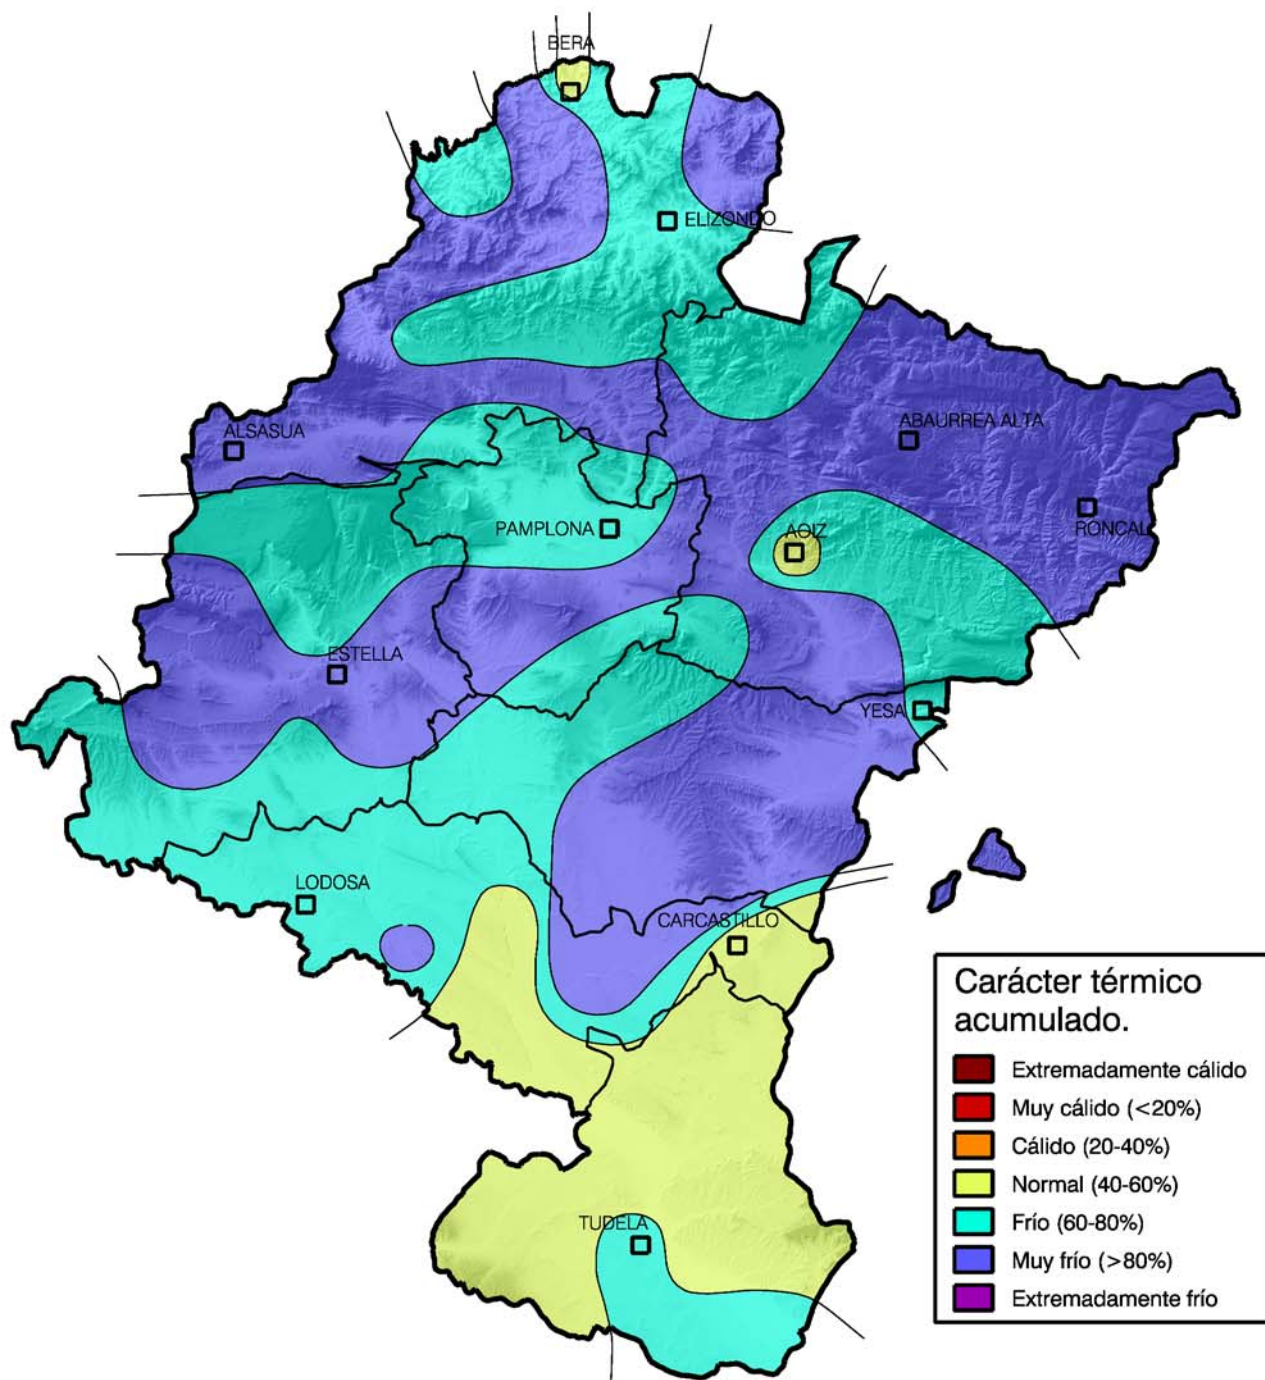 BERA
ELIZONDO
ALSASUA
ABAURREA ALTA
PAMPLONA
AOIZ
RONCAL
ESTELLA
YESA
LODOSA
CARCASTILLO
TUDELA
Carácter térmico
acumulado.
Extremadamente cálido
Muy cálido (<20%)
Cálido (20-40%)
Normal (40-60%)
Frío (60-80%)
Muy frío (>80%)
Extremadamente frío